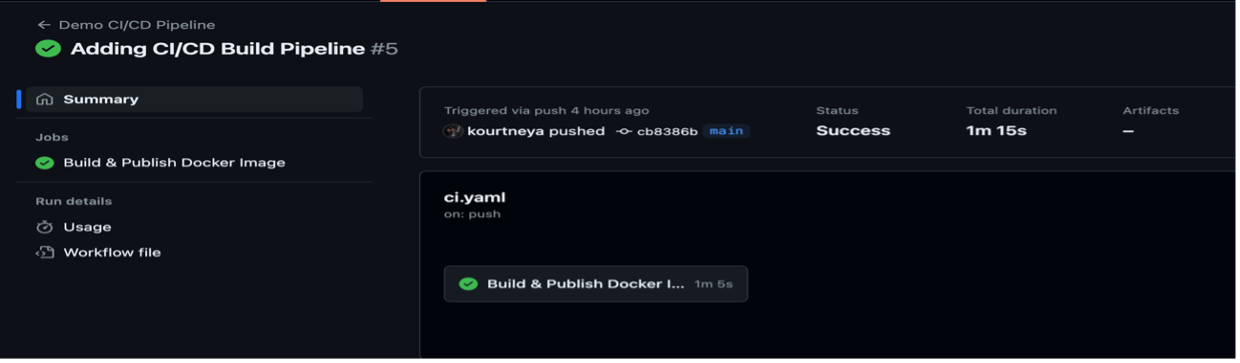 ← Demo CI/CD Pipeline
Adding CI/CD Build Pipeline #5
Summary
Jobs
Build & Publish Docker Image
Run details
Usage
Workflow file
Triggered via push 4 hours ago
kourtneya pushed cb8386b main
Status
Success
Total duration
1m 15s
Artifacts
–
ci.yaml
on: push
Build & Publish Docker I... 1m 5s